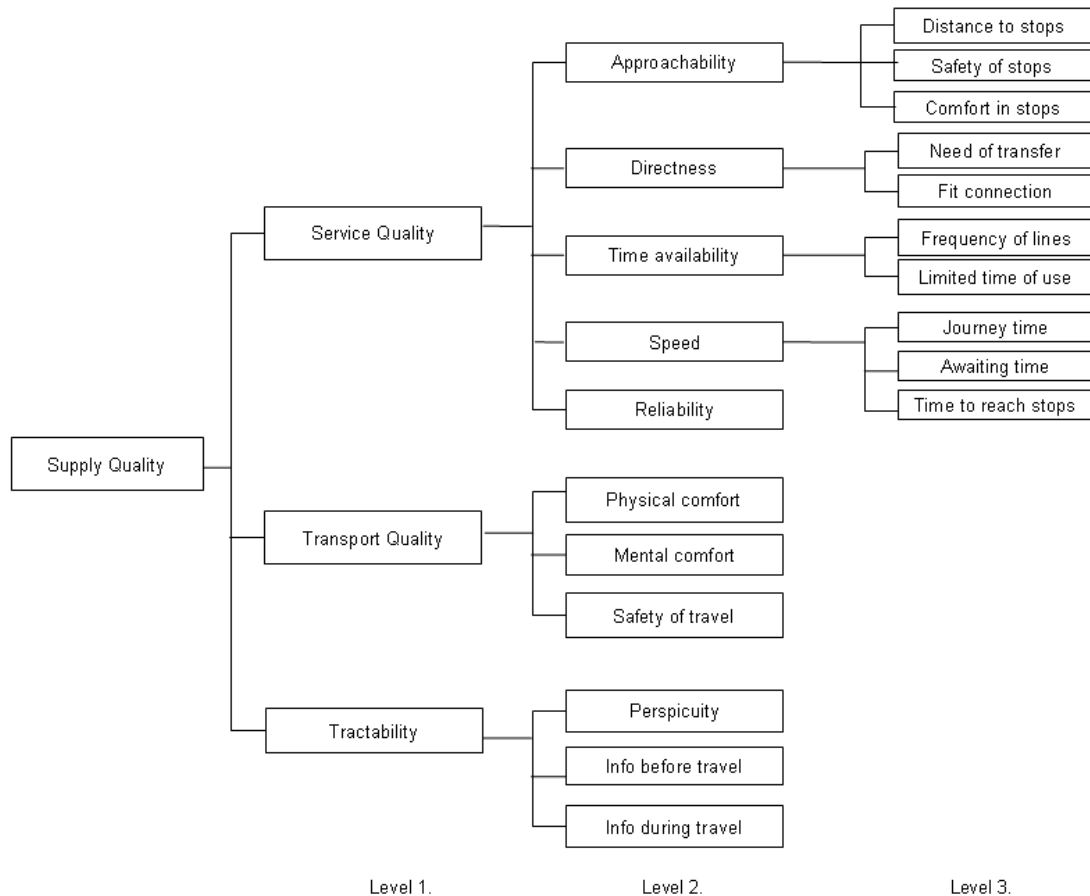 Distance to stops
Approachability
Safety of stops
Comfort in stops
Need of transfer
Directness
Fit connection
Service Quality
Frequency of lines
Time availability
Limited time of use
Journey time
Speed
Awaiting time
Time to reach stops
Reliability
Supply Quality
Physical comfort
Transport Quality
Mental comfort
Safety of travel
Perspicuity
Tractability
Info before travel
Info during travel
Level 1.
Level 2.
Level 3.